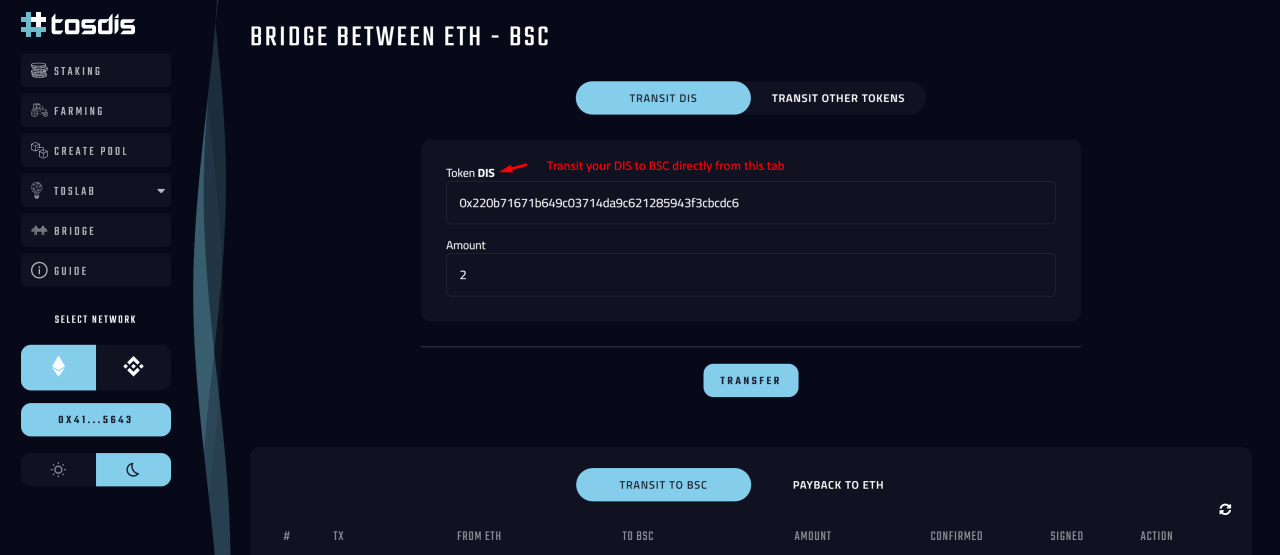 tosdis
STAKING
FARMING
CREATE POOL
TOSLAB
BRIDGE
GUIDE
SELECT NETWORK
0X41...5643
BRIDGE BETWEEN ETH - BSC
TRANSIT DIS
TRANSIT OTHER TOKENS
Token DIS
Transit your DIS to BSC directly from this tab
0x220b71671b649c03714da9c621285943f3cbcdc6
Amount
2
TRANSFER
TRANSIT TO BSC
PAYBACK TO ETH
# TX FROM ETH TO BSC AMOUNT CONFIRMED SIGNED ACTION